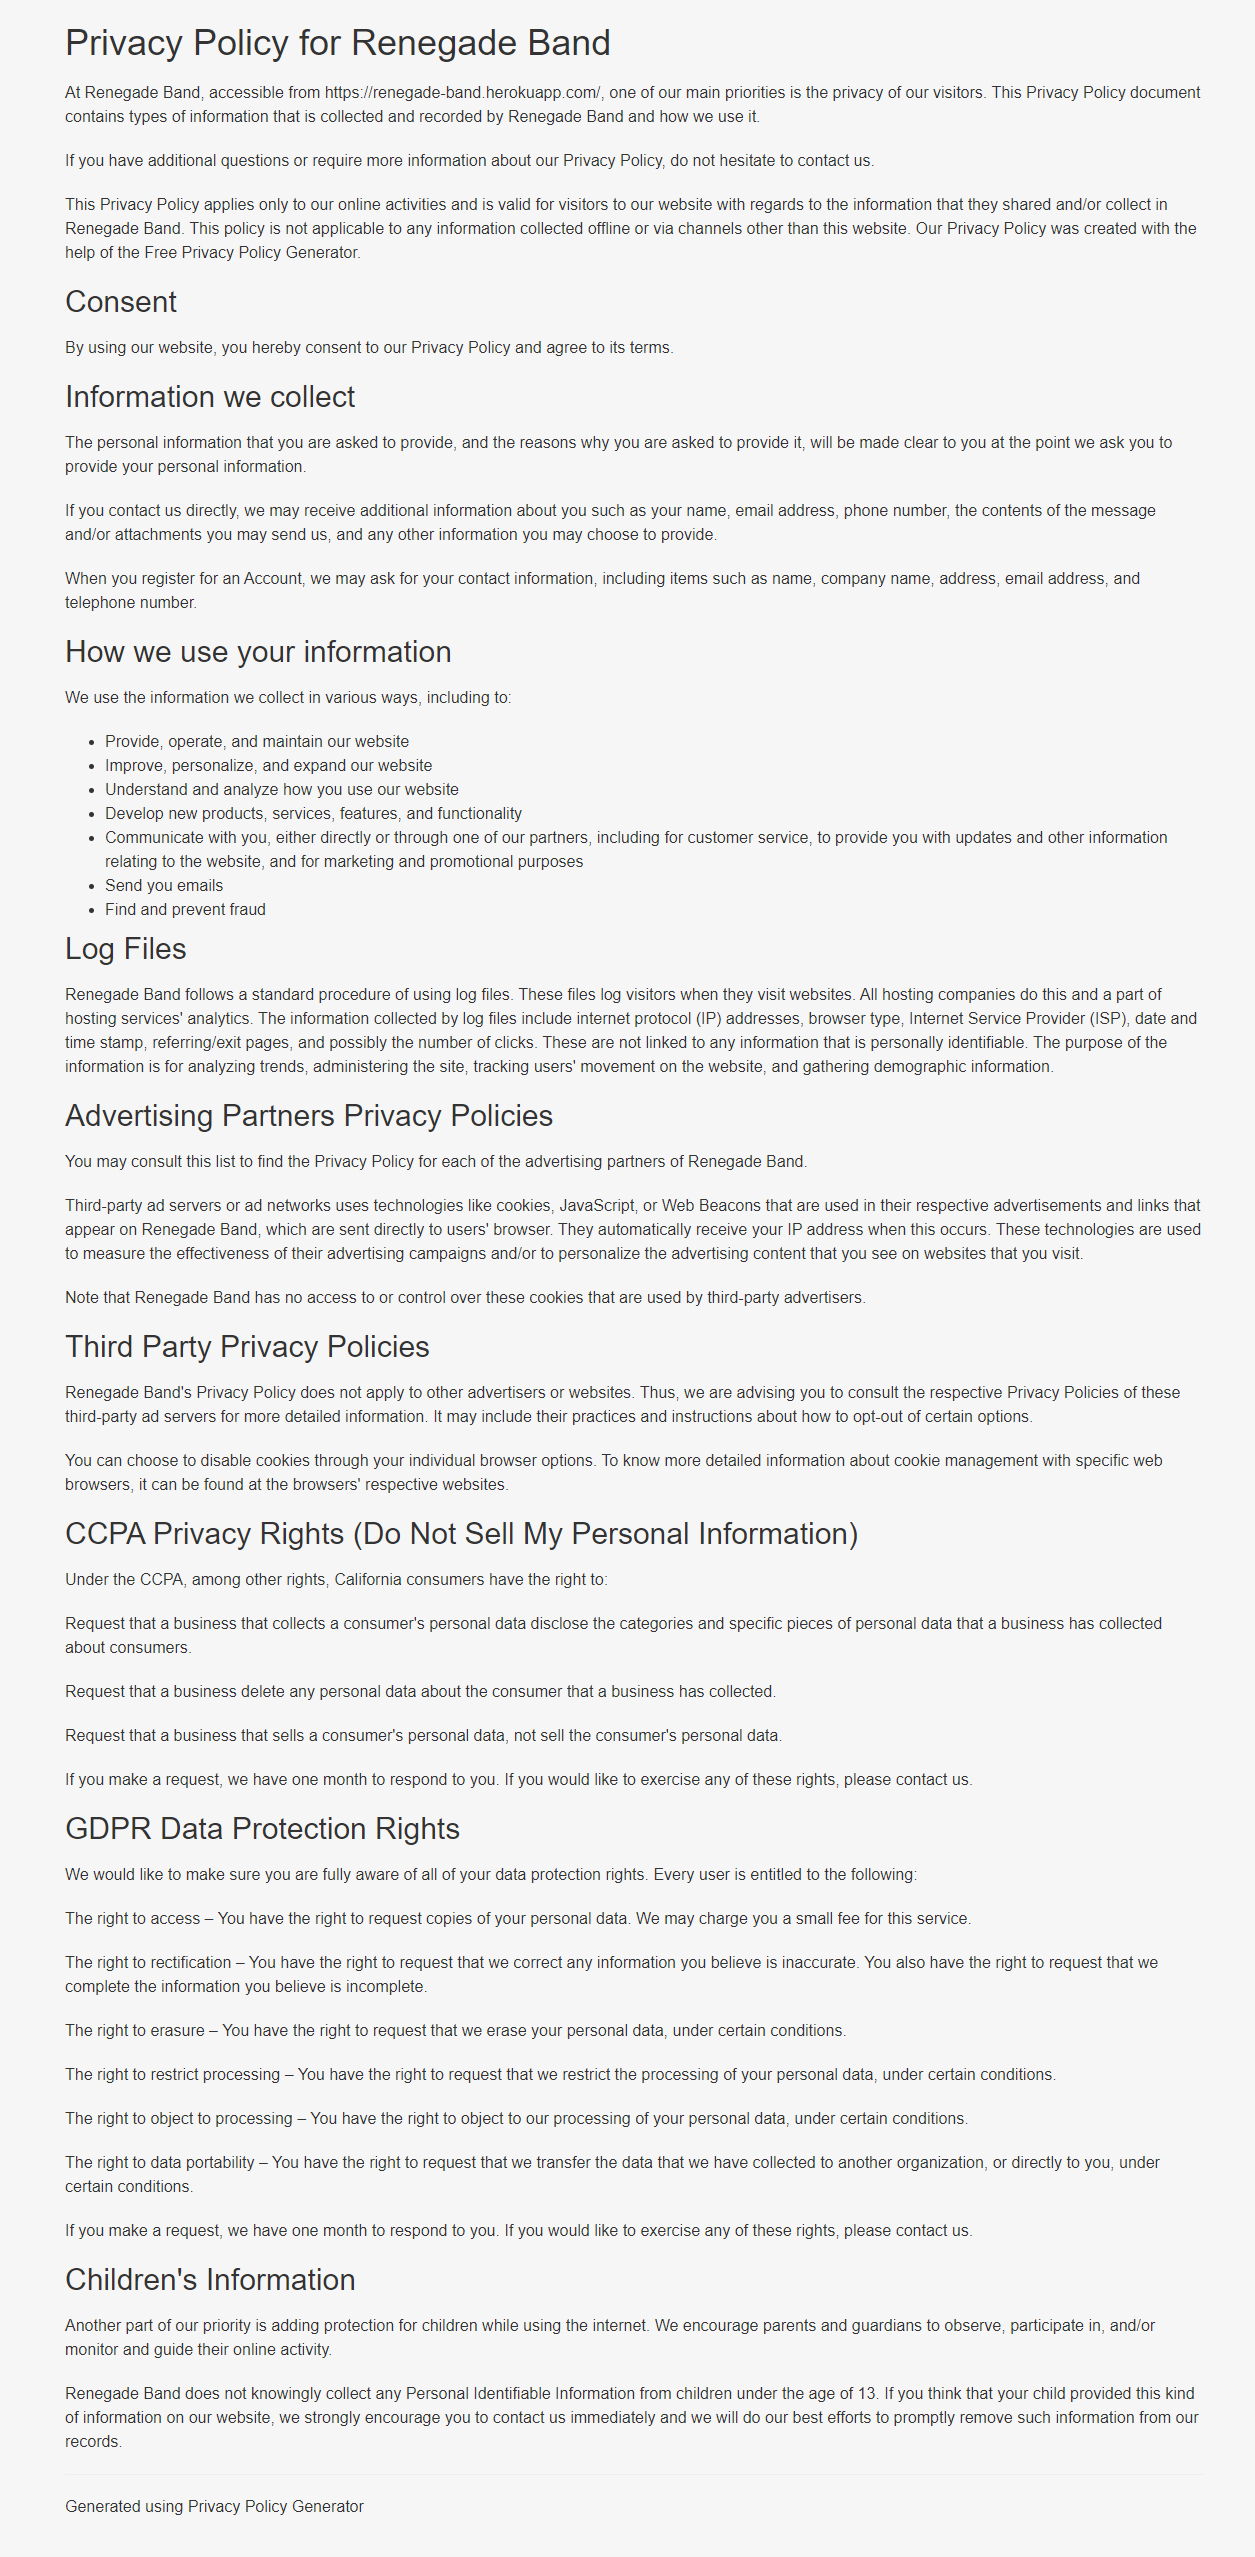 Privacy Policy for Renegade Band
At Renegade Band, accessible from https://renegade-band.herokuapp.com/, one of our main priorities is the privacy of our visitors. This Privacy Policy document
contains types of information that is collected and recorded by Renegade Band and how we use it.
If you have additional questions or require more information about our Privacy Policy, do not hesitate to contact us.
This Privacy Policy applies only to our online activities and is valid for visitors to our website with regards to the information that they shared and/or collect in
Renegade Band. This policy is not applicable to any information collected offline or via channels other than this website. Our Privacy Policy was created with the
help of the Free Privacy Policy Generator.
Consent
By using our website, you hereby consent to our Privacy Policy and agree to its terms.
Information we collect
The personal information that you are asked to provide, and the reasons why you are asked to provide it, will be made clear to you at the point we ask you to
provide your personal information.
If you contact us directly, we may receive additional information about you such as your name, email address, phone number, the contents of the message
and/or attachments you may send us, and any other information you may choose to provide.
When you register for an Account, we may ask for your contact information, including items such as name, company name, address, email address, and
telephone number.
How we use your information
We use the information we collect in various ways, including to:
• Provide, operate, and maintain our website
• Improve, personalize, and expand our website
• Understand and analyze how you use our website
• Develop new products, services, features, and functionality
• Communicate with you, either directly or through one of our partners, including for customer service, to provide you with updates and other information
relating to the website, and for marketing and promotional purposes
• Send you emails
• Find and prevent fraud
Log Files
Renegade Band follows a standard procedure of using log files. These files log visitors when they visit websites. All hosting companies do this and a part of
hosting services' analytics. The information collected by log files include internet protocol (IP) addresses, browser type, Internet Service Provider (ISP), date and
time stamp, referring/exit pages, and possibly the number of clicks. These are not linked to any information that is personally identifiable. The purpose of the
information is for analyzing trends, administering the site, tracking users' movement on the website, and gathering demographic information.
Advertising Partners Privacy Policies
You may consult this list to find the Privacy Policy for each of the advertising partners of Renegade Band.
Third-party ad servers or ad networks uses technologies like cookies, JavaScript, or Web Beacons that are used in their respective advertisements and links that
appear on Renegade Band, which are sent directly to users' browser. They automatically receive your IP address when this occurs. These technologies are used
to measure the effectiveness of their advertising campaigns and/or to personalize the advertising content that you see on websites that you visit.
Note that Renegade Band has no access to or control over these cookies that are used by third-party advertisers.
Third Party Privacy Policies
Renegade Band's Privacy Policy does not apply to other advertisers or websites. Thus, we are advising you to consult the respective Privacy Policies of these
third-party ad servers for more detailed information. It may include their practices and instructions about how to opt-out of certain options.
You can choose to disable cookies through your individual browser options. To know more detailed information about cookie management with specific web
browsers, it can be found at the browsers' respective websites.
CCPA Privacy Rights (Do Not Sell My Personal Information)
Under the CCPA, among other rights, California consumers have the right to:
Request that a business that collects a consumer's personal data disclose the categories and specific pieces of personal data that a business has collected
about consumers.
Request that a business delete any personal data about the consumer that a business has collected.
Request that a business that sells a consumer's personal data, not sell the consumer's personal data.
If you make a request, we have one month to respond to you. If you would like to exercise any of these rights, please contact us.
GDPR Data Protection Rights
We would like to make sure you are fully aware of all of your data protection rights. Every user is entitled to the following:
The right to access – You have the right to request copies of your personal data. We may charge you a small fee for this service.
The right to rectification – You have the right to request that we correct any information you believe is inaccurate. You also have the right to request that we
complete the information you believe is incomplete.
The right to erasure – You have the right to request that we erase your personal data, under certain conditions.
The right to restrict processing – You have the right to request that we restrict the processing of your personal data, under certain conditions.
The right to object to processing – You have the right to object to our processing of your personal data, under certain conditions.
The right to data portability – You have the right to request that we transfer the data that we have collected to another organization, or directly to you, under
certain conditions.
If you make a request, we have one month to respond to you. If you would like to exercise any of these rights, please contact us.
Children's Information
Another part of our priority is adding protection for children while using the internet. We encourage parents and guardians to observe, participate in, and/or
monitor and guide their online activity.
Renegade Band does not knowingly collect any Personal Identifiable Information from children under the age of 13. If you think that your child provided this kind
of information on our website, we strongly encourage you to contact us immediately and we will do our best efforts to promptly remove such information from our
records.
Generated using Privacy Policy Generator